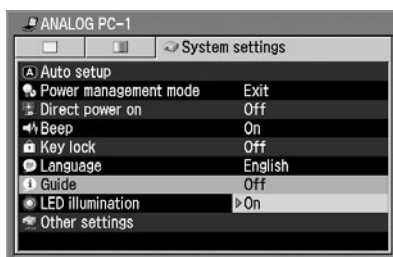 ANALOG PC-1
System settings
Auto setup
Power management mode Exit
Direct power on Off
Beep On
Key lock Off
Language English
Guide Off
LED illumination On
Other settings